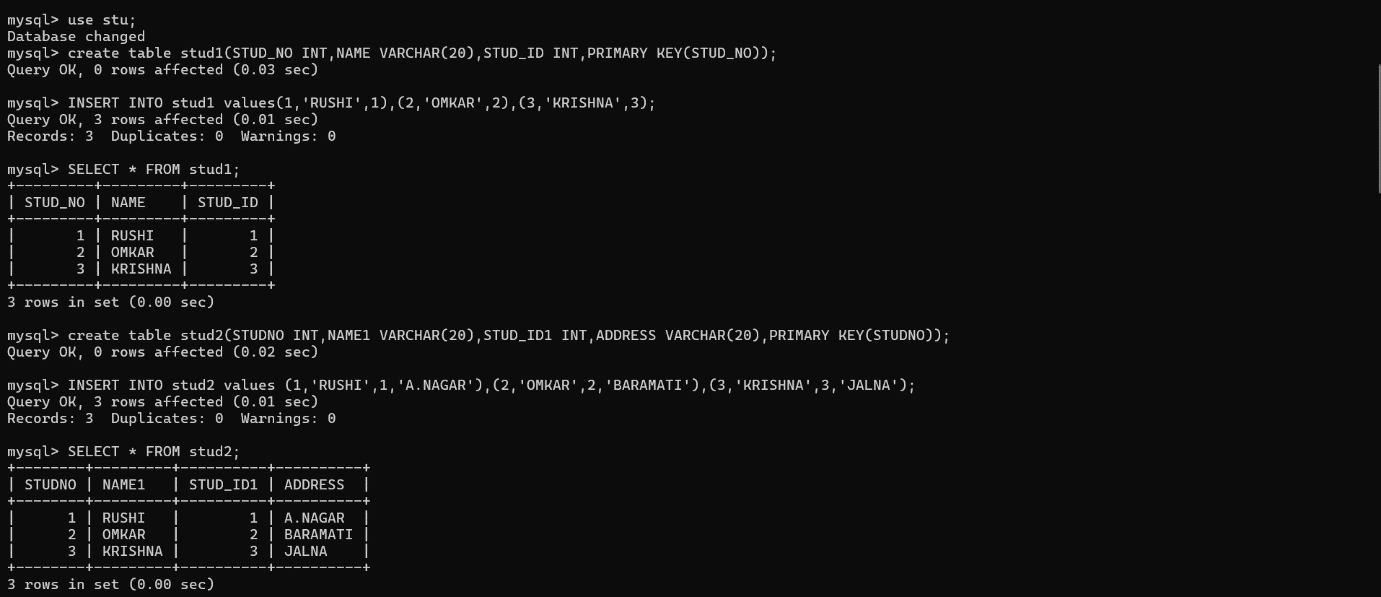 mysql> use stu;
Database changed
mysql> create table stud1(STUD_NO INT,NAME VARCHAR(20),STUD_ID INT,PRIMARY KEY(STUD_NO));
Query OK, 0 rows affected (0.03 sec)

mysql> INSERT INTO stud1 values(1,'RUSHI',1),(2,'OMKAR',2),(3,'KRISHNA',3);
Query OK, 3 rows affected (0.01 sec)
Records: 3  Duplicates: 0  Warnings: 0

mysql> SELECT * FROM stud1;
+---------+---------+---------+
| STUD_NO | NAME    | STUD_ID |
+---------+---------+---------+
|       1 | RUSHI   |       1 |
|       2 | OMKAR   |       2 |
|       3 | KRISHNA |       3 |
+---------+---------+---------+
3 rows in set (0.00 sec)

mysql> create table stud2(STUDNO INT,NAME1 VARCHAR(20),STUD_ID1 INT,ADDRESS VARCHAR(20),PRIMARY KEY(STUDNO));
Query OK, 0 rows affected (0.02 sec)

mysql> INSERT INTO stud2 values (1,'RUSHI',1,'A.NAGAR'),(2,'OMKAR',2,'BARAMATI'),(3,'KRISHNA',3,'JALNA');
Query OK, 3 rows affected (0.01 sec)
Records: 3  Duplicates: 0  Warnings: 0

mysql> SELECT * FROM stud2;
+--------+---------+----------+----------+
| STUDNO | NAME1   | STUD_ID1 | ADDRESS  |
+--------+---------+----------+----------+
|      1 | RUSHI   |        1 | A.NAGAR  |
|      2 | OMKAR   |        2 | BARAMATI |
|      3 | KRISHNA |        3 | JALNA    |
+--------+---------+----------+----------+
3 rows in set (0.00 sec)